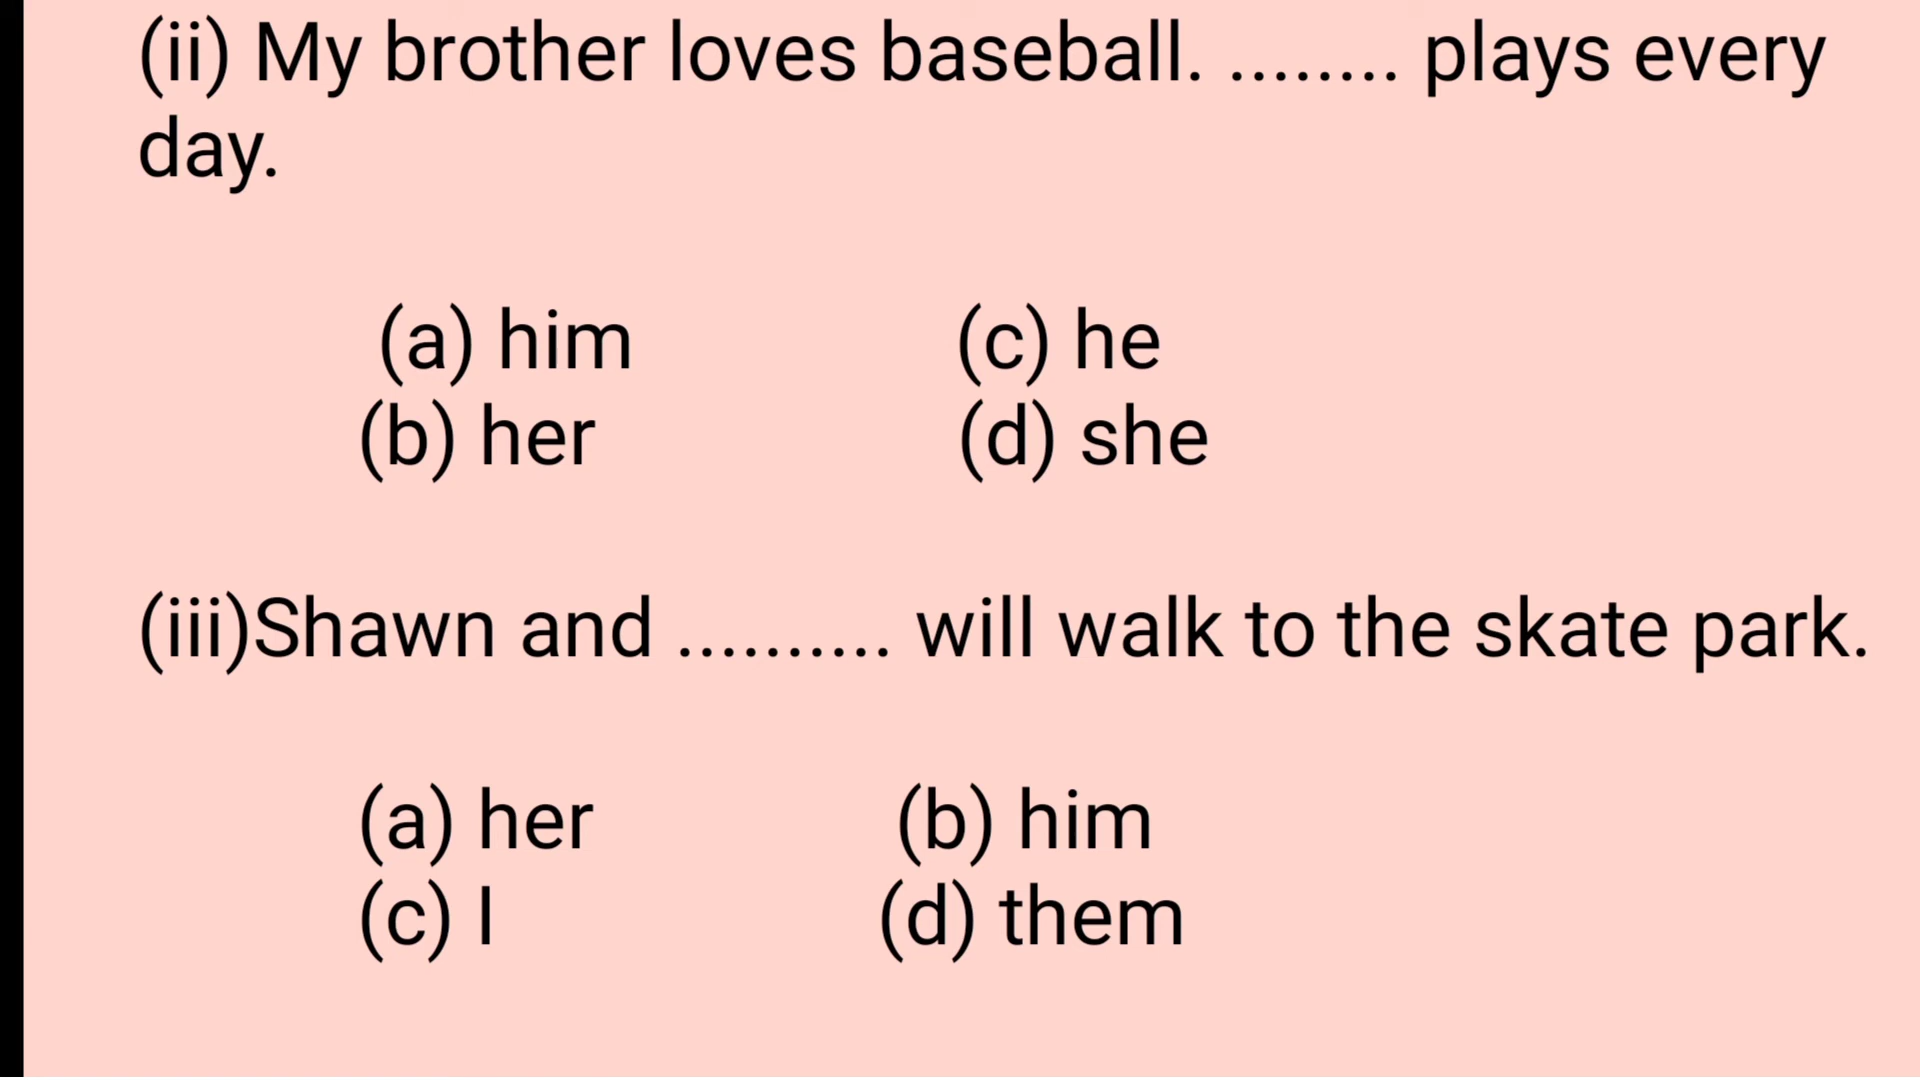 (ii) My brother loves baseball. ........ plays every
day.
(a) him (c) he
(b) her (d) she
(iii)Shawn and .......... will walk to the skate park.
(a) her (b) him
(c) I (d) them